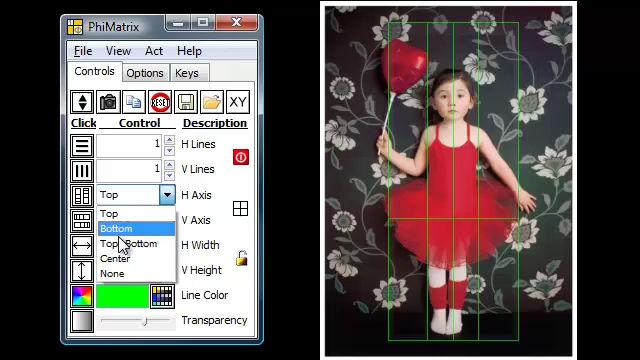 PhiMatrix
File View Act Help
Controls Options Keys
RESET XY
Click Control Description
1 H Lines
1 V Lines
Top H Axis
Top
V Axis
Bottom
Top/Bottom H Width
Center
None V Height
Line Color
Transparency